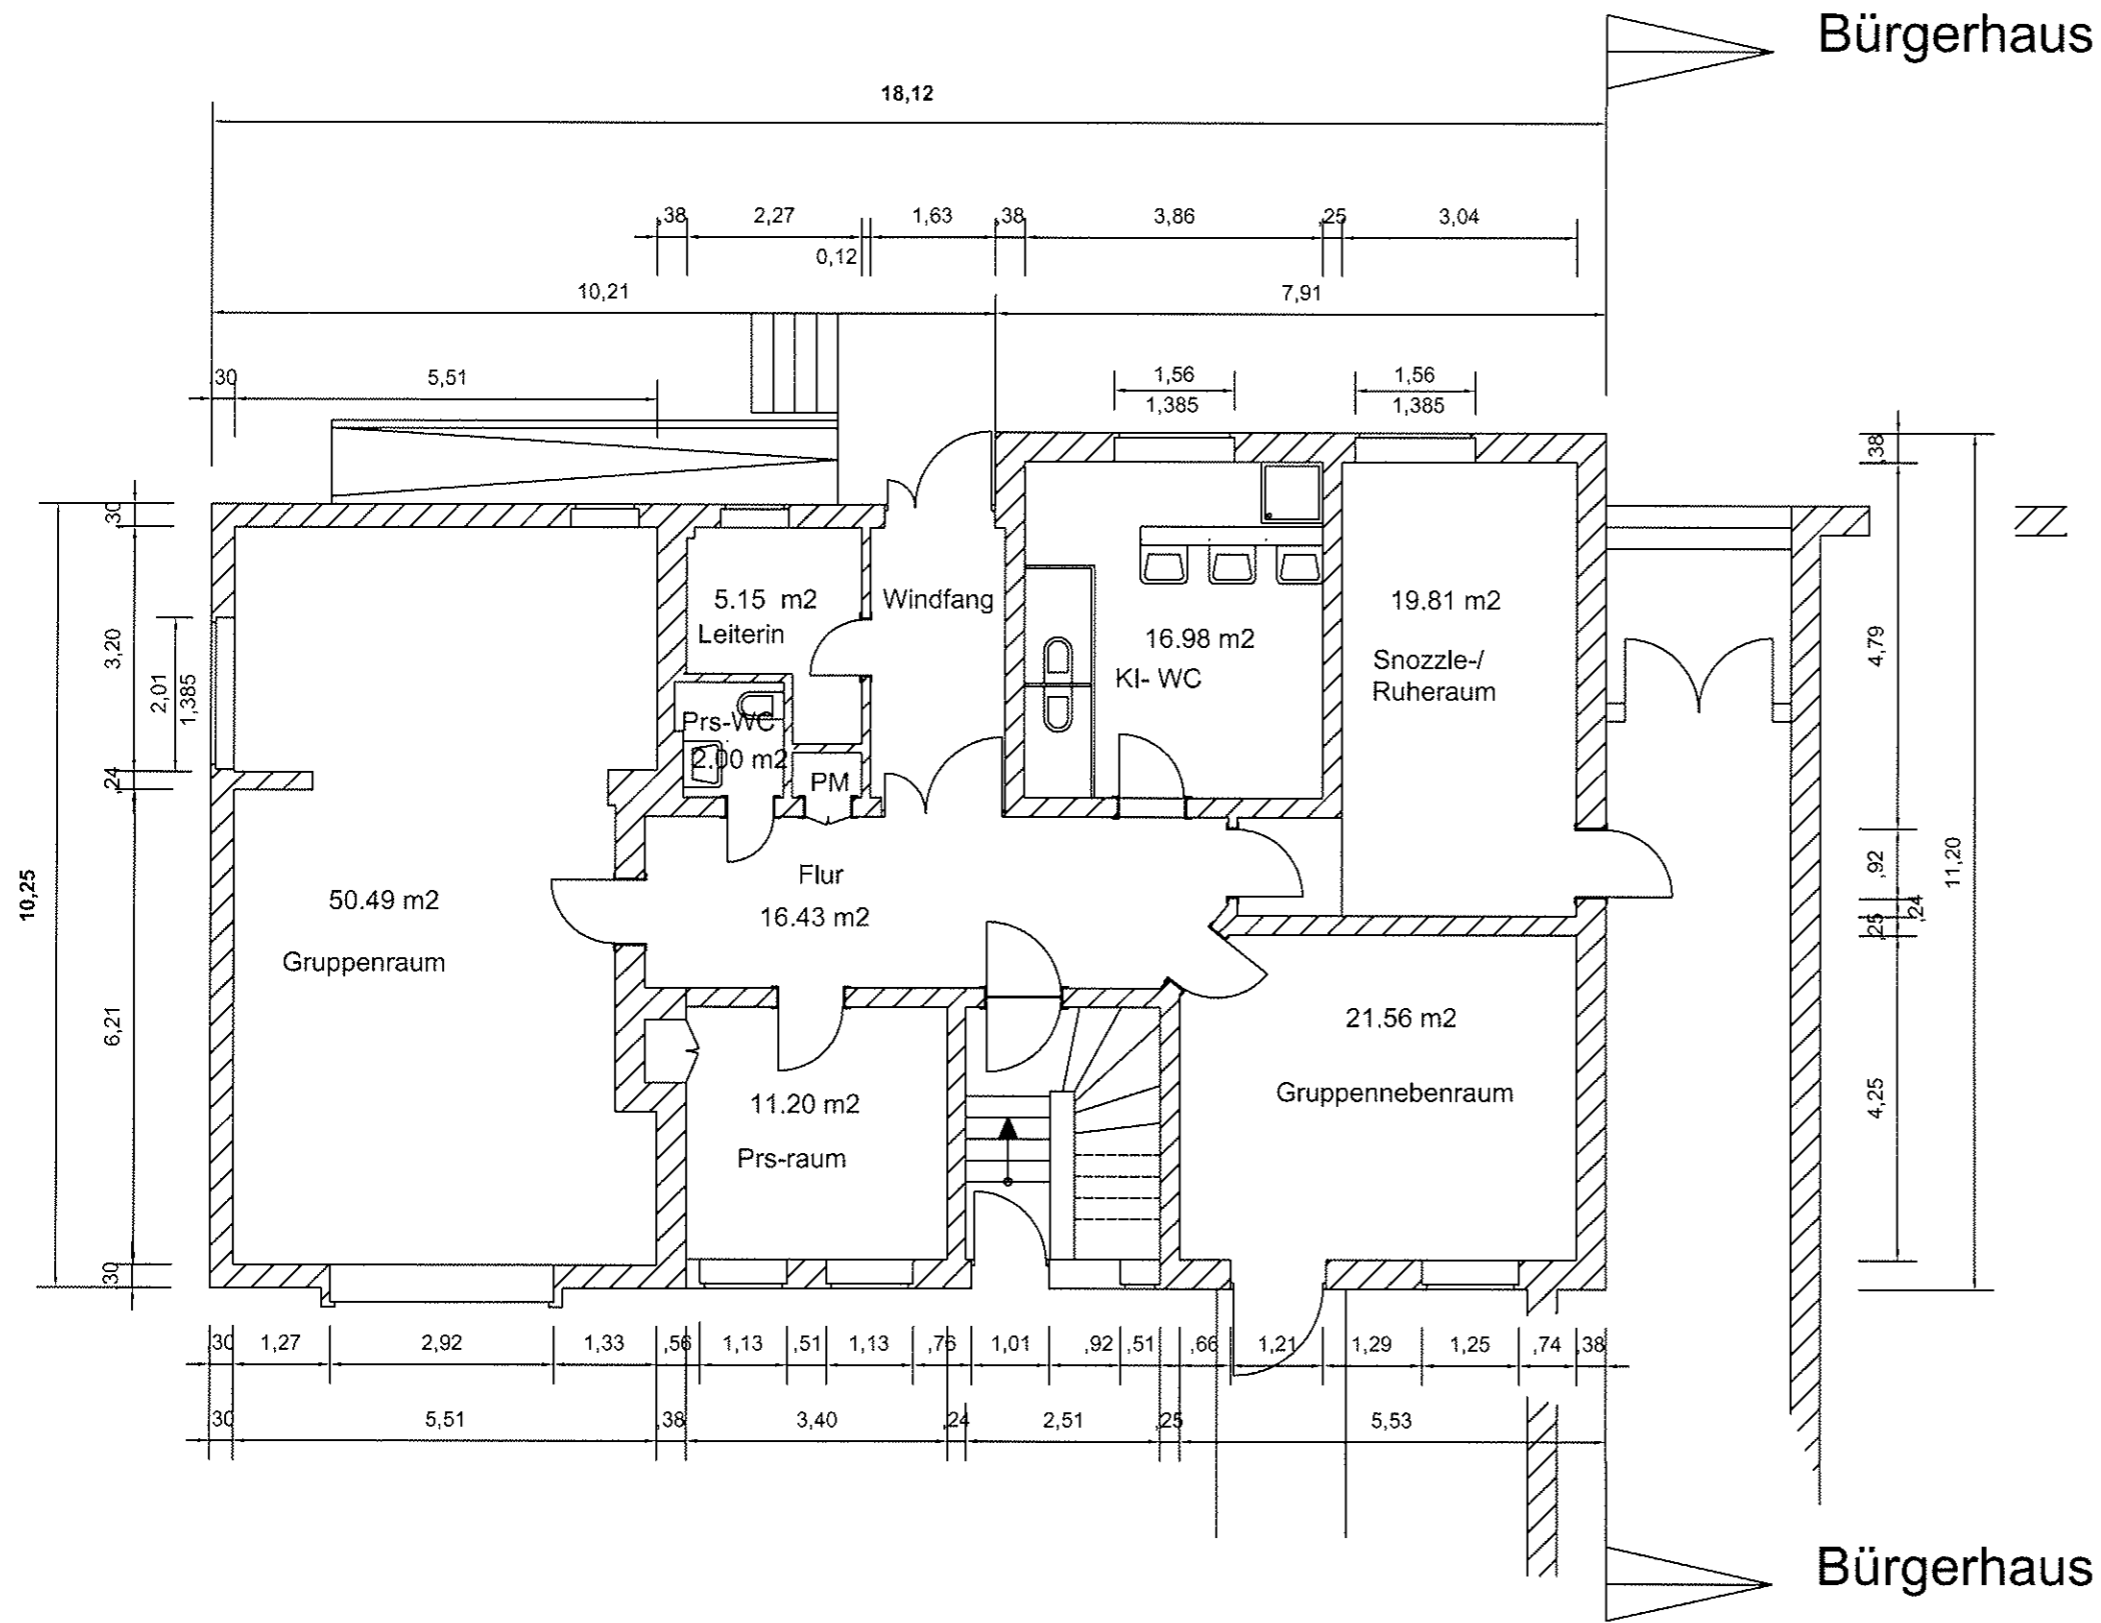 Bürgerhaus
18,12
,38
2,27
1,63
,38
3,86
,25
3,04
0,12
10,21
7,91
30
5,51
1,56
1,385
1,56
1,385
,38
30
3,20
2,01
1,385
,24
10,25
6,21
30
5.15 m2
Leiterin
Windfang
Prs-WC
2.00 m2
PM
16.98 m2
KI- WC
19.81 m2
Snozzle-/
Ruheraum
4,79
,92
,24
,25
11,20
4,25
Flur
16.43 m2
50.49 m2
Gruppenraum
21.56 m2
Gruppennebenraum
11.20 m2
Prs-raum
30
1,27
2,92
1,33
,56
1,13
,51
1,13
,76
1,01
,92
,51
,66
1,21
1,29
1,25
,74
,38
30
5,51
,38
3,40
,24
2,51
,25
5,53
Bürgerhaus